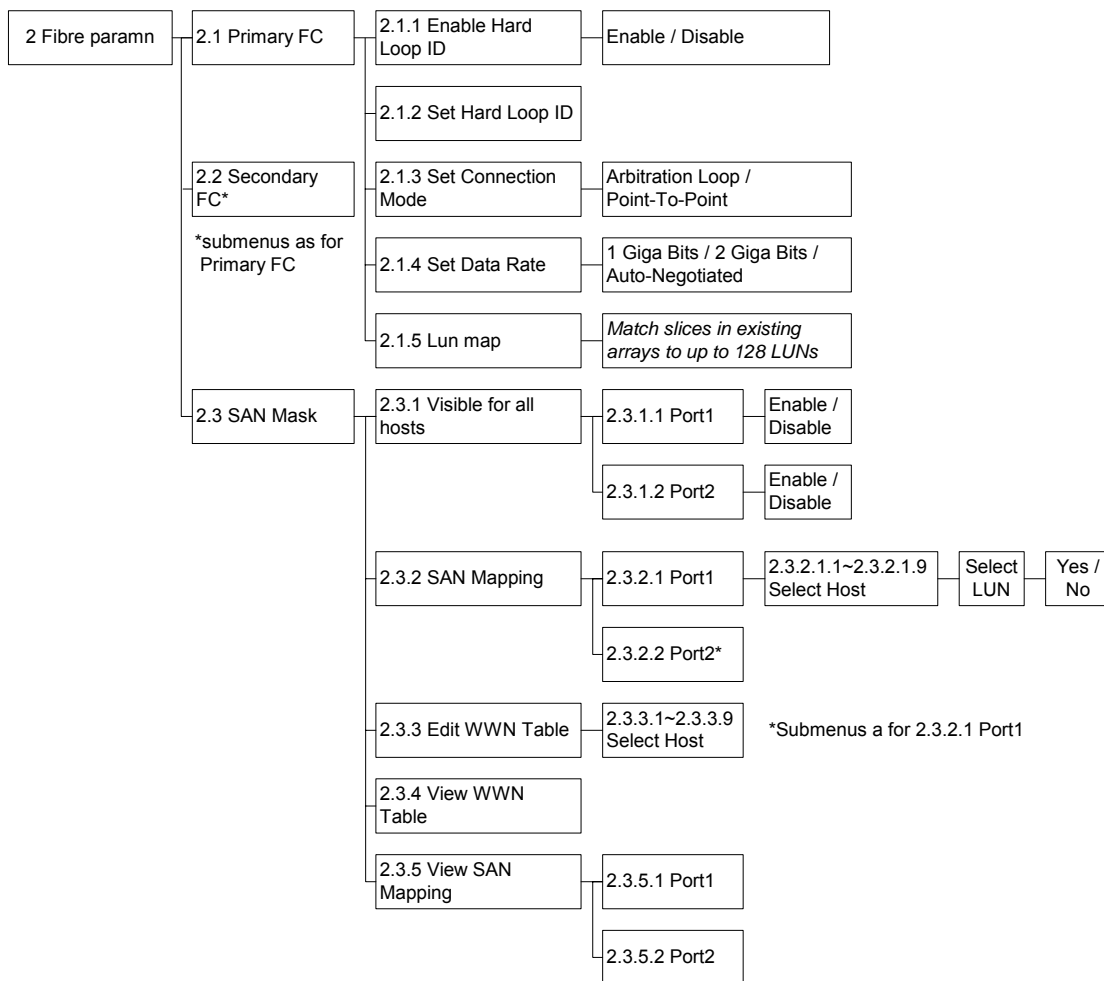 2 Fibre paramn
2.1 Primary FC
2.1.1 Enable Hard
Loop ID
Enable / Disable
2.1.2 Set Hard Loop ID
2.2 Secondary
FC*
*submenus as for
Primary FC
2.1.3 Set Connection
Mode
Arbitration Loop /
Point-To-Point
2.1.4 Set Data Rate
1 Giga Bits / 2 Giga Bits /
Auto-Negotiated
2.1.5 Lun map
Match slices in existing
arrays to up to 128 LUNs
2.3 SAN Mask
2.3.1 Visible for all
hosts
2.3.1.1 Port1
Enable /
Disable
2.3.1.2 Port2
Enable /
Disable
2.3.2 SAN Mapping
2.3.2.1 Port1
2.3.2.1.1~2.3.2.1.9
Select Host
Select
LUN
Yes /
No
2.3.2.2 Port2*
2.3.3 Edit WWN Table
2.3.3.1~2.3.3.9
Select Host
*Submenus a for 2.3.2.1 Port1
2.3.4 View WWN
Table
2.3.5 View SAN
Mapping
2.3.5.1 Port1
2.3.5.2 Port2